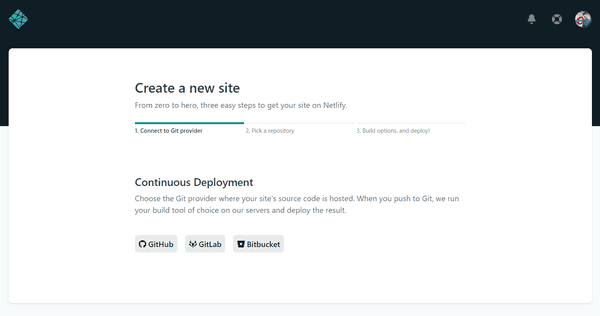 Create a new site
From zero to hero, three easy steps to get your site on Netlify.
1. Connect to Git provider
2. Pick a repository
3. Build options, and deploy!
Continuous Deployment
Choose the Git provider where your site's source code is hosted. When you push to Git, we run
your build tool of choice on our servers and deploy the result.
GitHub
GitLab
Bitbucket